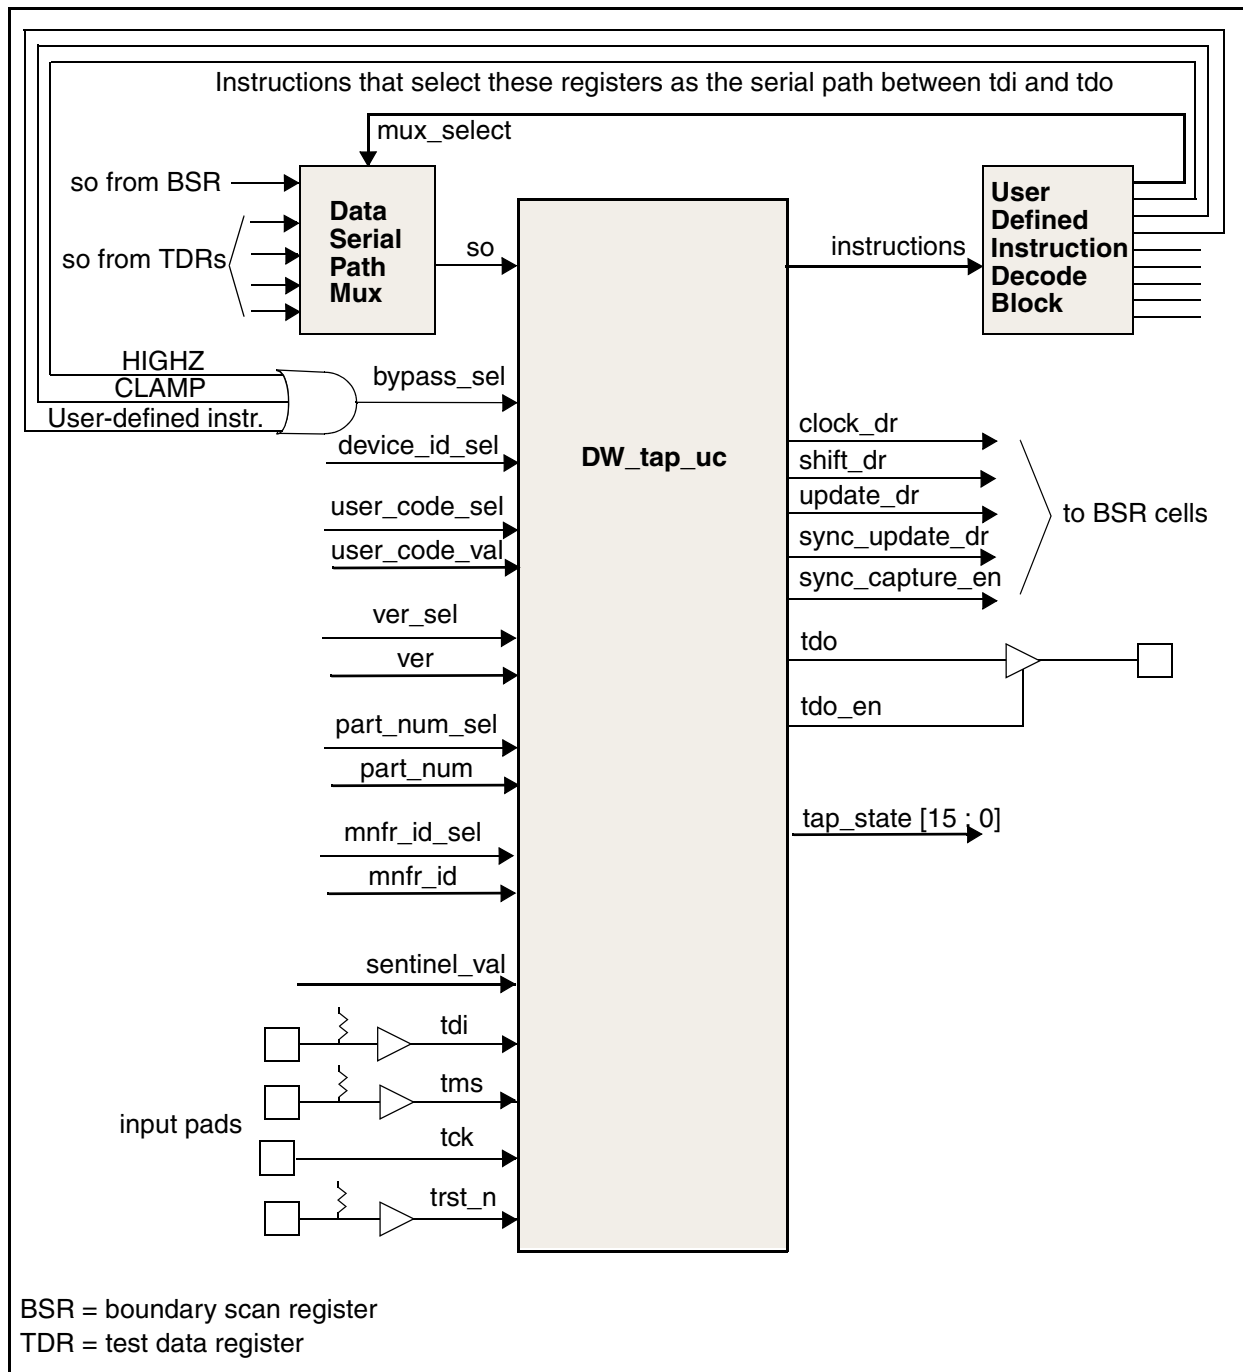 Instructions that select these registers as the serial path between tdi and tdo
mux_select
so from BSR
so from TDRs
Data
Serial
Path
Mux
so
instructions
User
Defined
Instruction
Decode
Block
HIGHZ
CLAMP
User-defined instr.
bypass_sel
device_id_sel
user_code_sel
user_code_val
ver_sel
ver
part_num_sel
part_num
mnfr_id_sel
mnfr_id
sentinel_val
tdi
tms
input pads
tck
trst_n
DW_tap_uc
clock_dr
shift_dr
update_dr
sync_update_dr
sync_capture_en
to BSR cells
tdo
tdo_en
tap_state [15 : 0]
BSR = boundary scan register
TDR = test data register